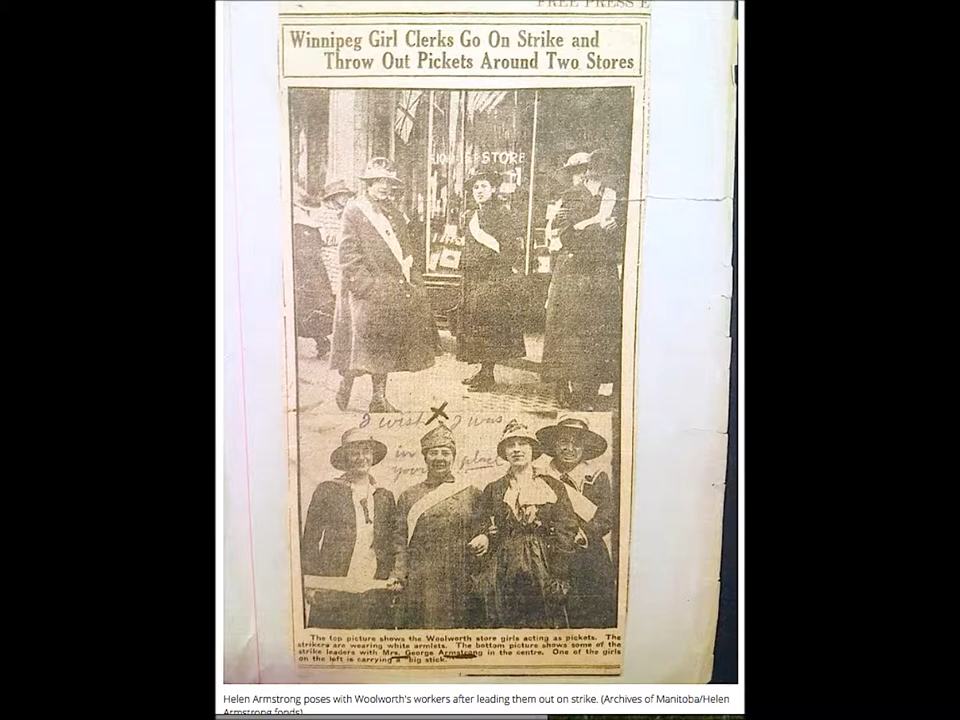 FREE PRESS E
Winnipeg Girl Clerks Go On Strike and
Throw Out Pickets Around Two Stores
STORE
I wish X I was
in
your place
The top picture shows the Woolworth store girls acting as pickets. The
strikers are wearing white armlets. The bottom picture shows some of the
strike leaders with Mrs. George Armstrong in the centre. One of the girls
on the left is carrying a big stick.
Helen Armstrong poses with Woolworth's workers after leading them out on strike. (Archives of Manitoba/Helen
Armstrong fonds)